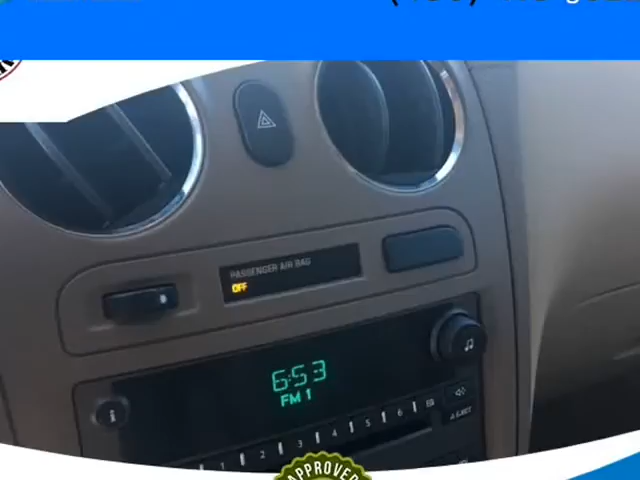 PASSENGER AIR BAG
OFF
6:53
FM 1
1 2 3 4 5 6
EJECT
APPROVED